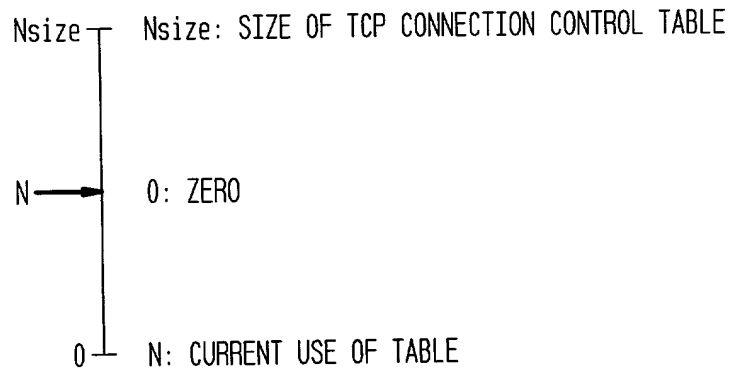 Nsize Nsize: SIZE OF TCP CONNECTION CONTROL TABLE
N 0: ZERO
0 N: CURRENT USE OF TABLE